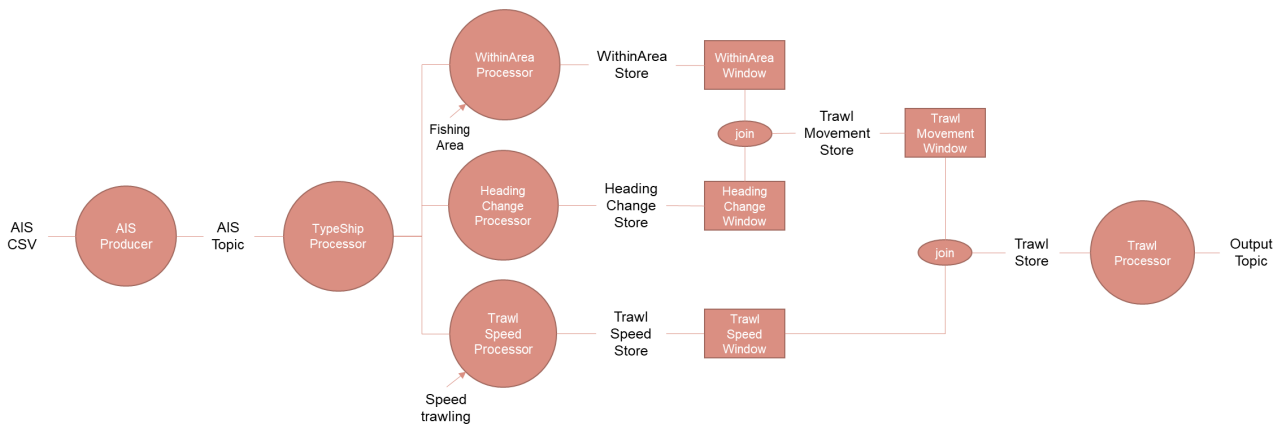 AIS
CSV
AIS
Producer
AIS
Topic
TypeShip
Processor
WithinArea
Processor
Fishing
Area
WithinArea
Store
WithinArea
Window
join
Heading
Change
Processor
Heading
Change
Store
Heading
Change
Window
Trawl
Movement
Store
Trawl
Movement
Window
Trawl
Speed
Processor
Speed
trawling
Trawl
Speed
Store
Trawl
Speed
Window
join
Trawl
Store
Trawl
Processor
Output
Topic